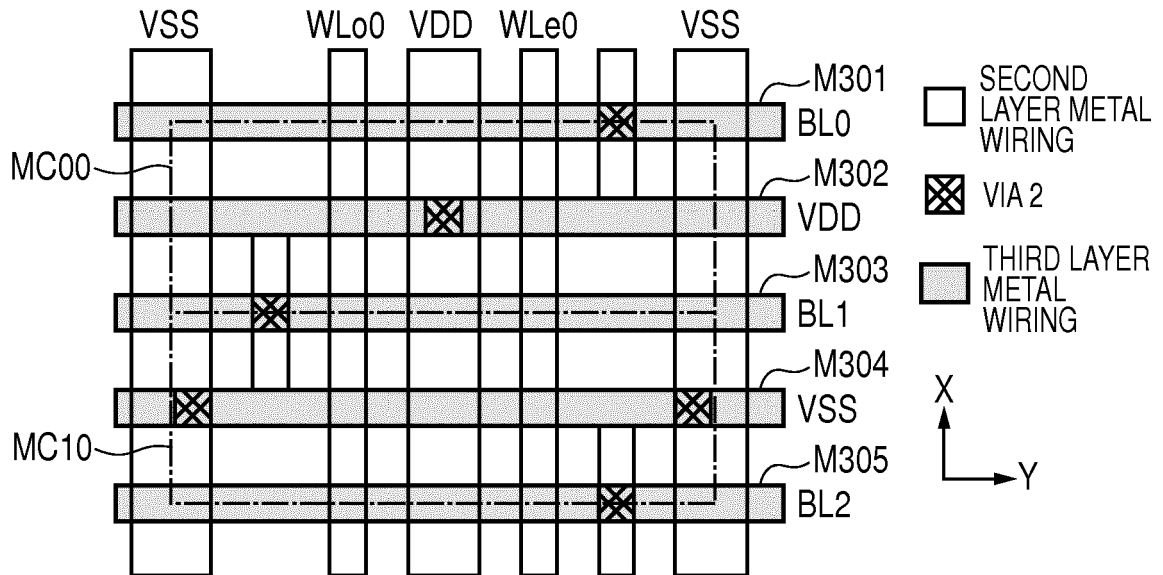 VSS WLo0 VDD WLe0 VSS
M301
BL0
MC00
M302
VDD
M303
BL1
M304
VSS
MC10
M305
BL2
SECOND
LAYER METAL
WIRING
VIA 2
THIRD LAYER
METAL
WIRING
X
Y